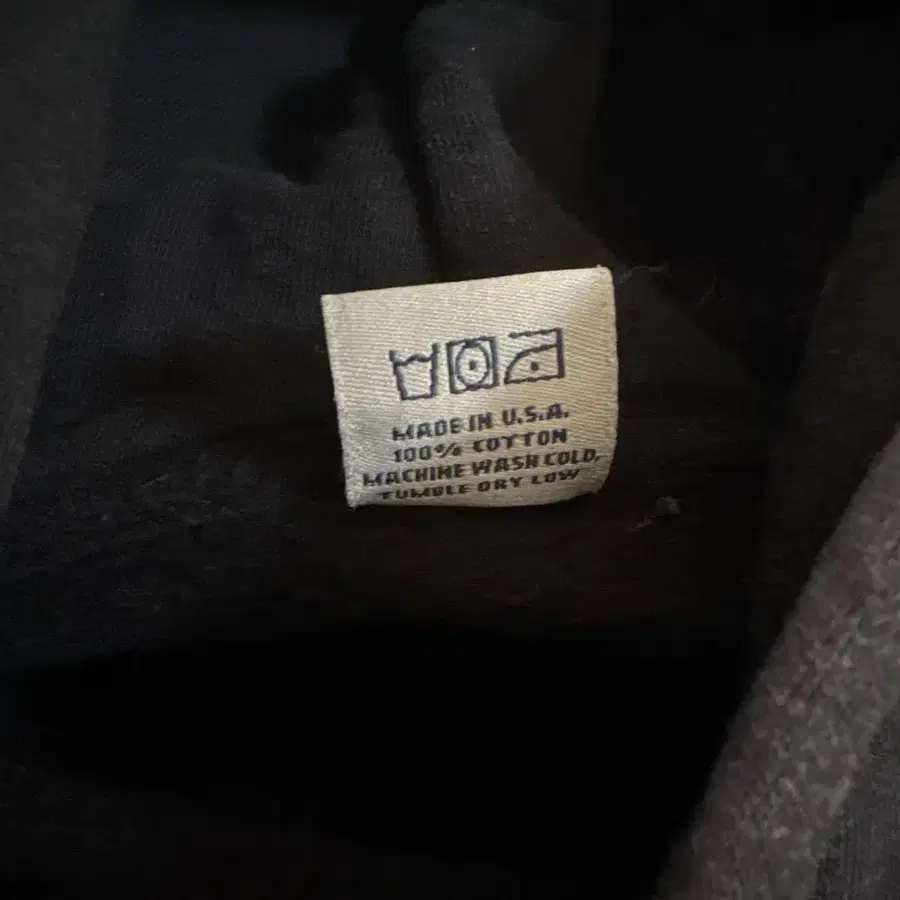 MADE IN U.S.A.
100% COTTON
MACHINE WASH COLD,
TUMBLE DRY LOW